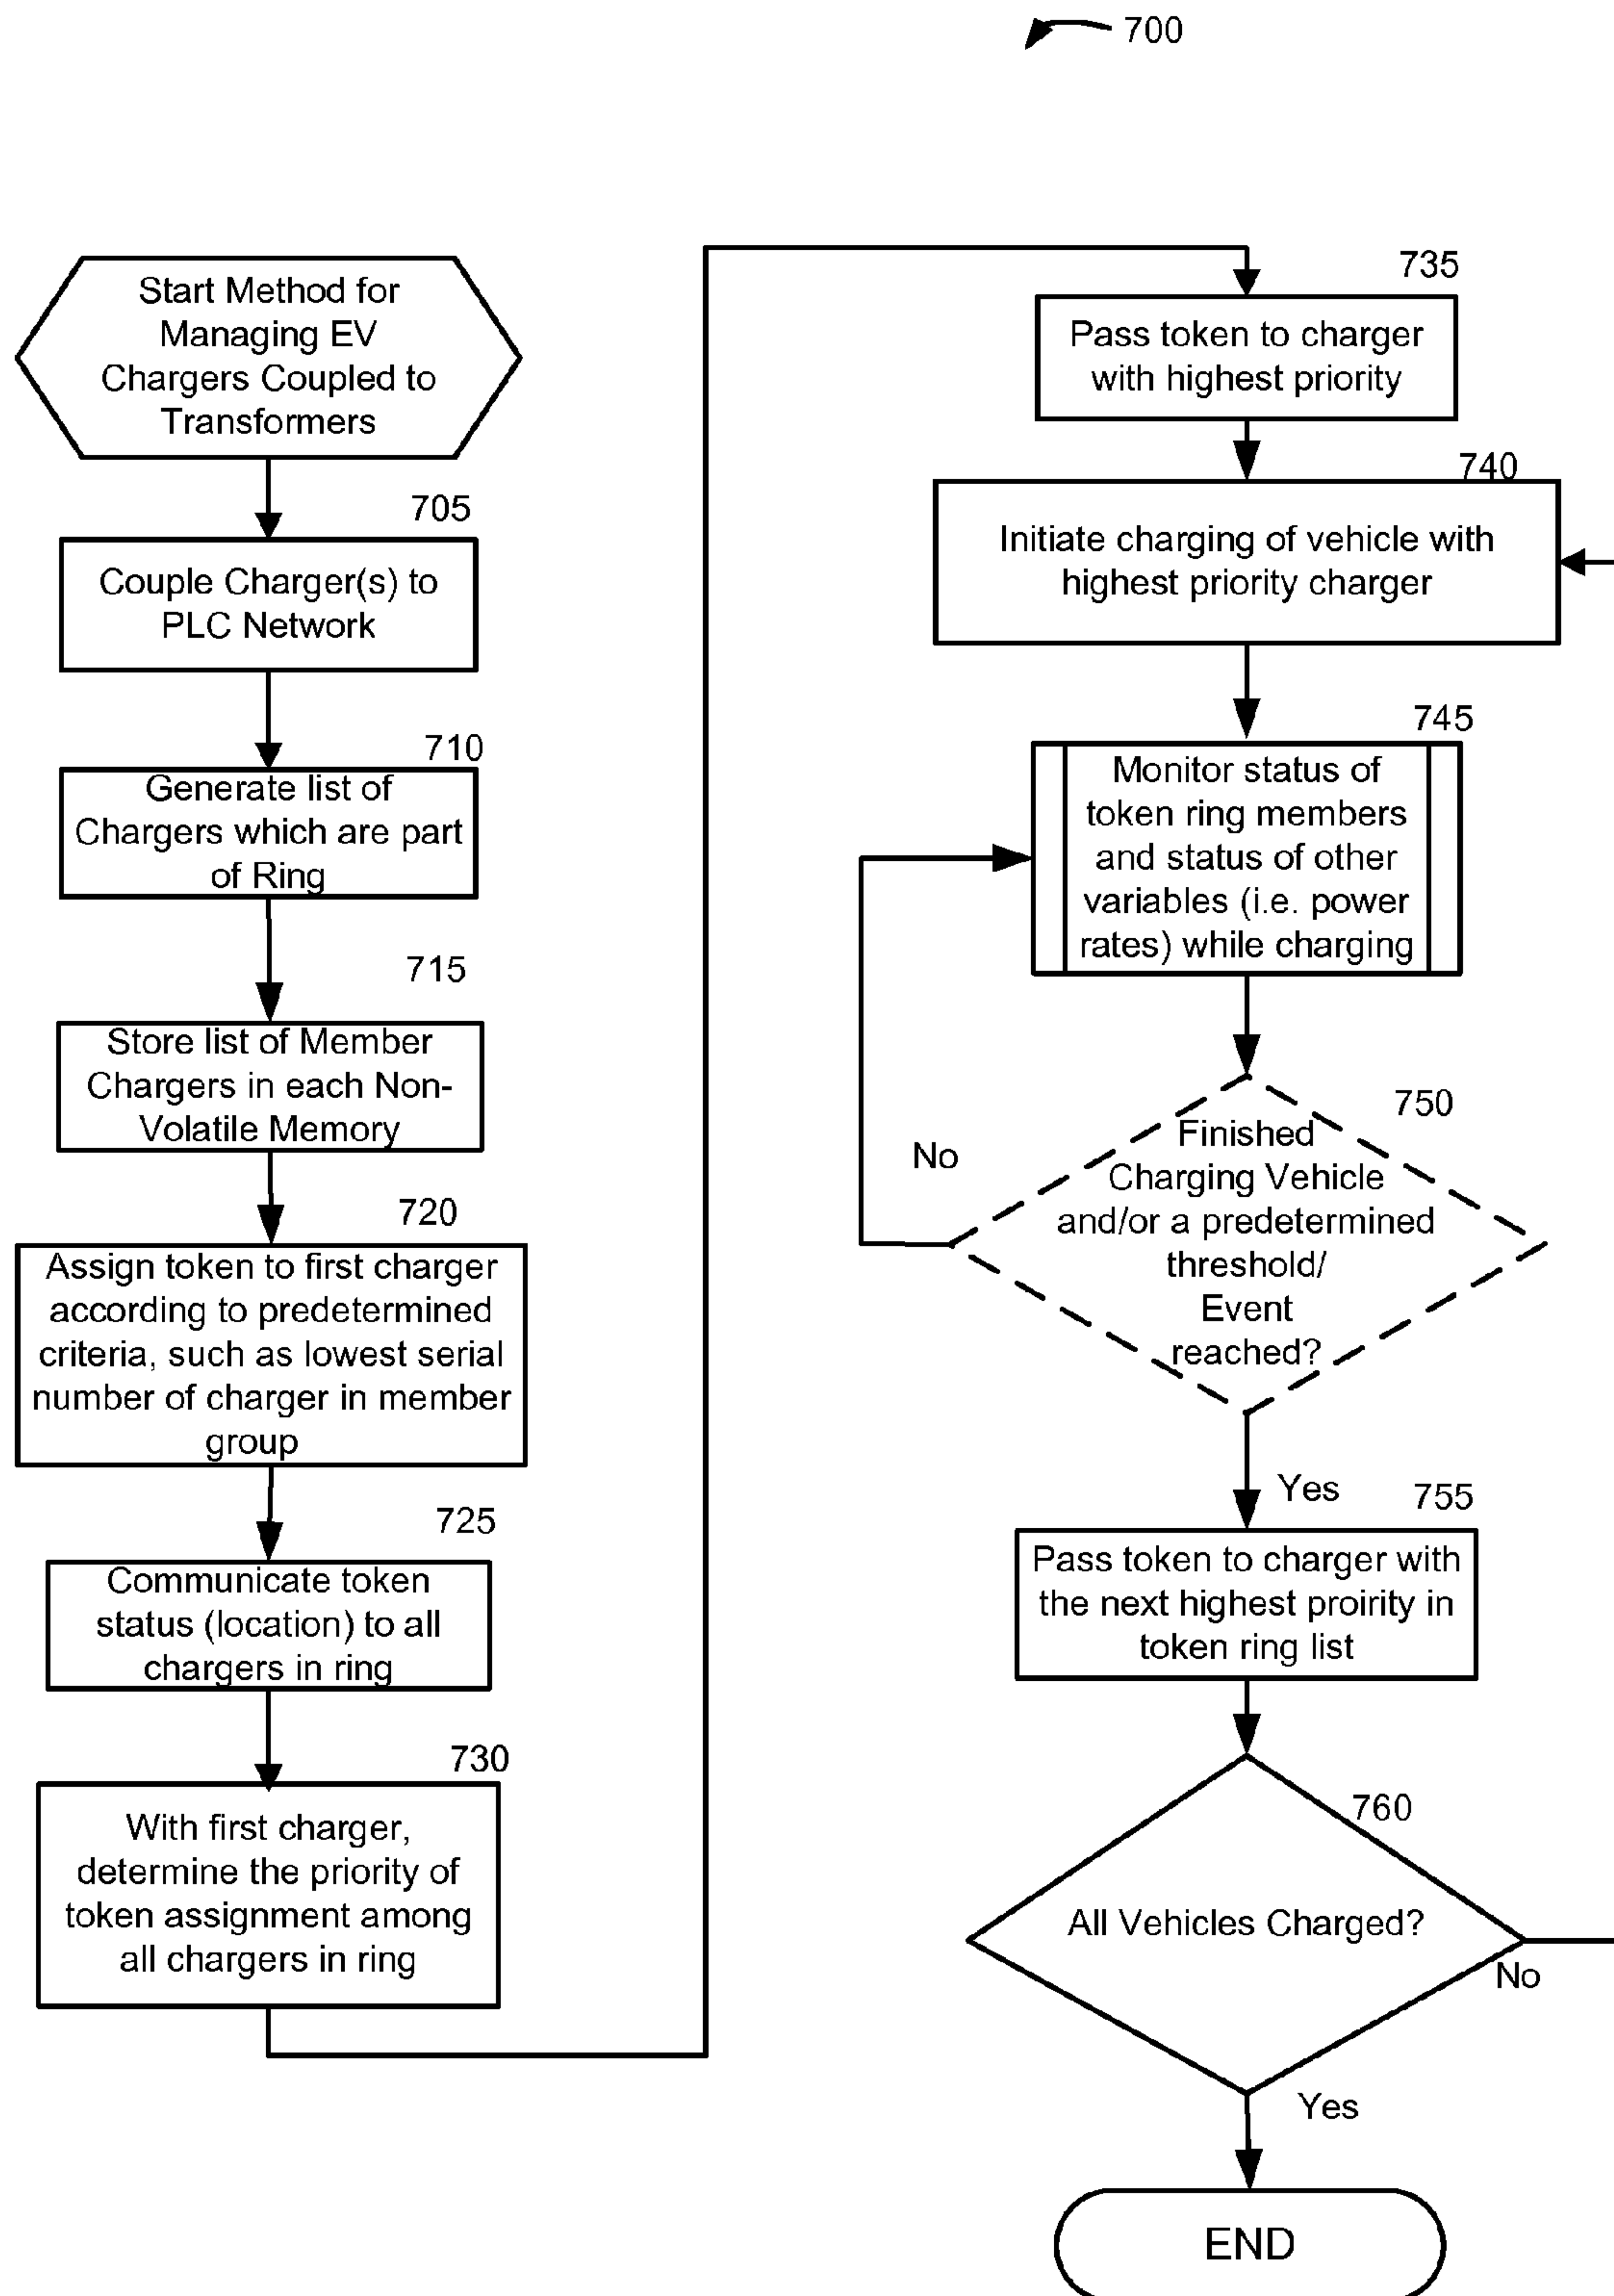 700
Start Method for
Managing EV
Chargers Coupled to
Transformers
705
Couple Charger(s) to
PLC Network
710
Generate list of
Chargers which are part
of Ring
715
Store list of Member
Chargers in each Non-
Volatile Memory
720
Assign token to first charger
according to predetermined
criteria, such as lowest serial
number of charger in member
group
725
Communicate token
status (location) to all
chargers in ring
730
With first charger,
determine the priority of
token assignment among
all chargers in ring
735
Pass token to charger
with highest priority
740
Initiate charging of vehicle with
highest priority charger
745
Monitor status of
token ring members
and status of other
variables (i.e. power
rates) while charging
750
Finished
Charging Vehicle
and/or a predetermined
threshold/
Event
reached?
No
Yes
755
Pass token to charger with
the next highest proirity in
token ring list
760
All Vehicles Charged?
No
Yes
END